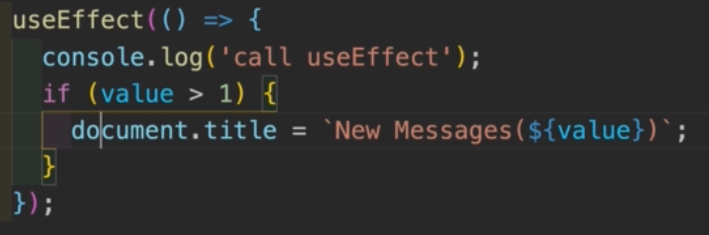 useEffect(() => {
  console.log('call useEffect');
  if (value > 1) {
    document.title = `New Messages(${value})`;
  }
});